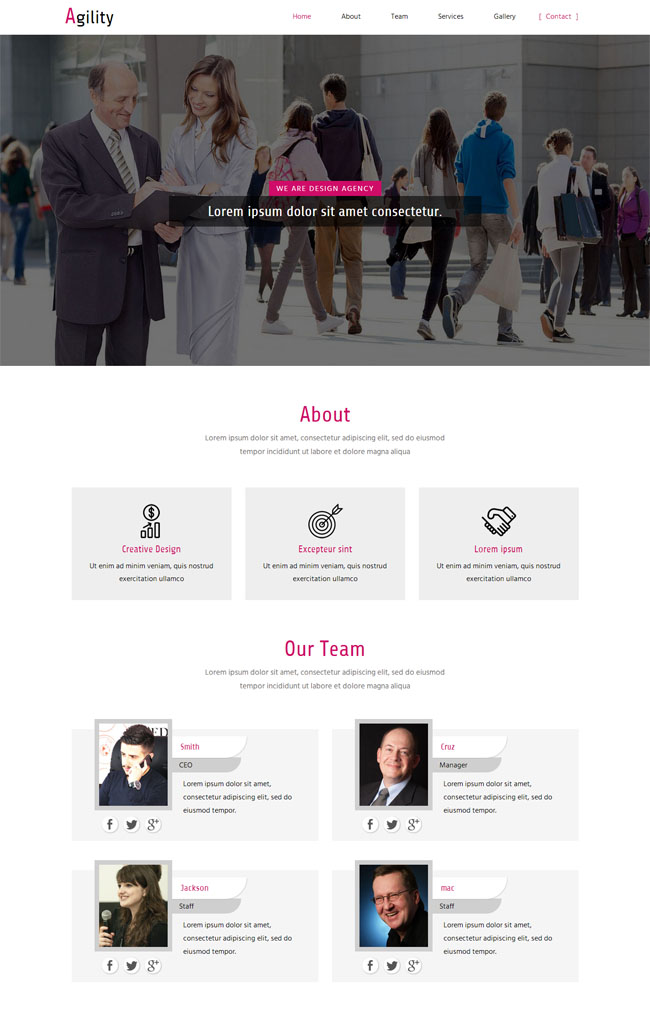 Agility
Home About Team Services Gallery [ Contact ]
WE ARE DESIGN AGENCY
Lorem ipsum dolor sit amet consectetur.
About
Lorem ipsum dolor sit amet, consectetur adipiscing elit, sed do eiusmod
tempor incididunt ut labore et dolore magna aliqua
Creative Design
Ut enim ad minim veniam, quis nostrud
exercitation ullamco
Excepteur sint
Ut enim ad minim veniam, quis nostrud
exercitation ullamco
Lorem ipsum
Ut enim ad minim veniam, quis nostrud
exercitation ullamco
Our Team
Lorem ipsum dolor sit amet, consectetur adipiscing elit, sed do eiusmod
tempor incididunt ut labore et dolore magna aliqua
Smith
CEO
Lorem ipsum dolor sit amet,
consectetur adipiscing elit, sed do
eiusmod tempor.
Cruz
Manager
Lorem ipsum dolor sit amet,
consectetur adipiscing elit, sed do
eiusmod tempor.
Jackson
Staff
Lorem ipsum dolor sit amet,
consectetur adipiscing elit, sed do
eiusmod tempor.
mac
Staff
Lorem ipsum dolor sit amet,
consectetur adipiscing elit, sed do
eiusmod tempor.